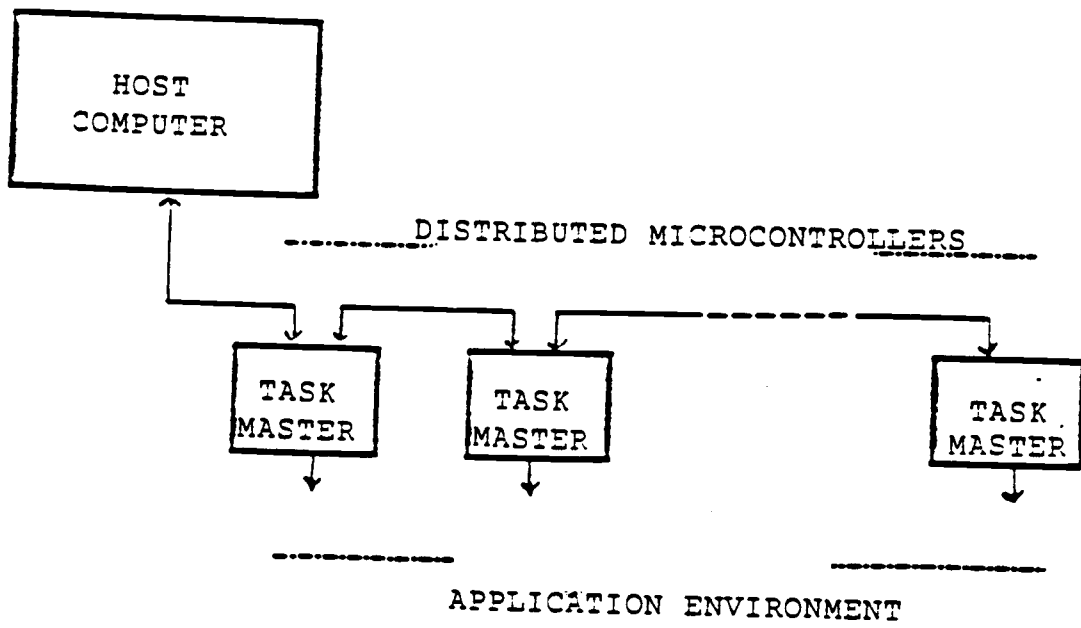 HOST
COMPUTER
DISTRIBUTED MICROCONTROLLERS
TASK
MASTER
TASK
MASTER
TASK
MASTER
APPLICATION ENVIRONMENT